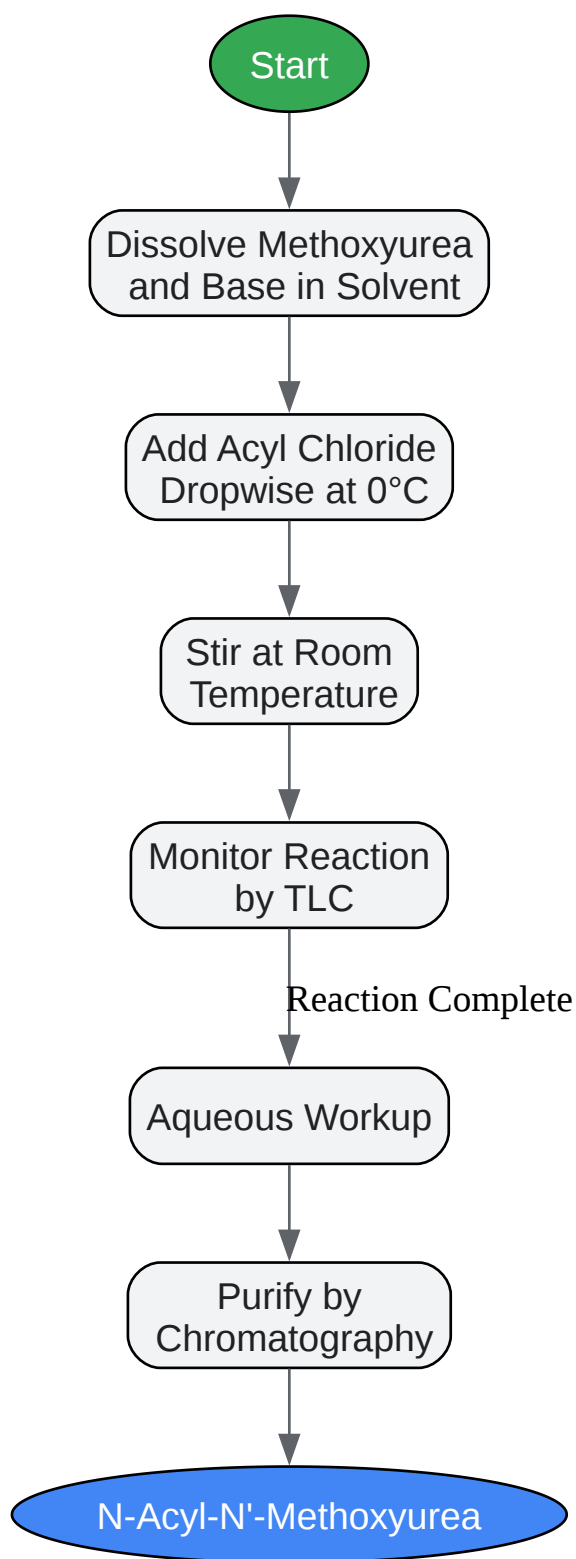 Start
Dissolve Methoxyurea
and Base in Solvent
Add Acyl Chloride
Dropwise at 0°C
Stir at Room
Temperature
Monitor Reaction
by TLC
Reaction Complete
Aqueous Workup
Purify by
Chromatography
N-Acyl-N'-Methoxyurea